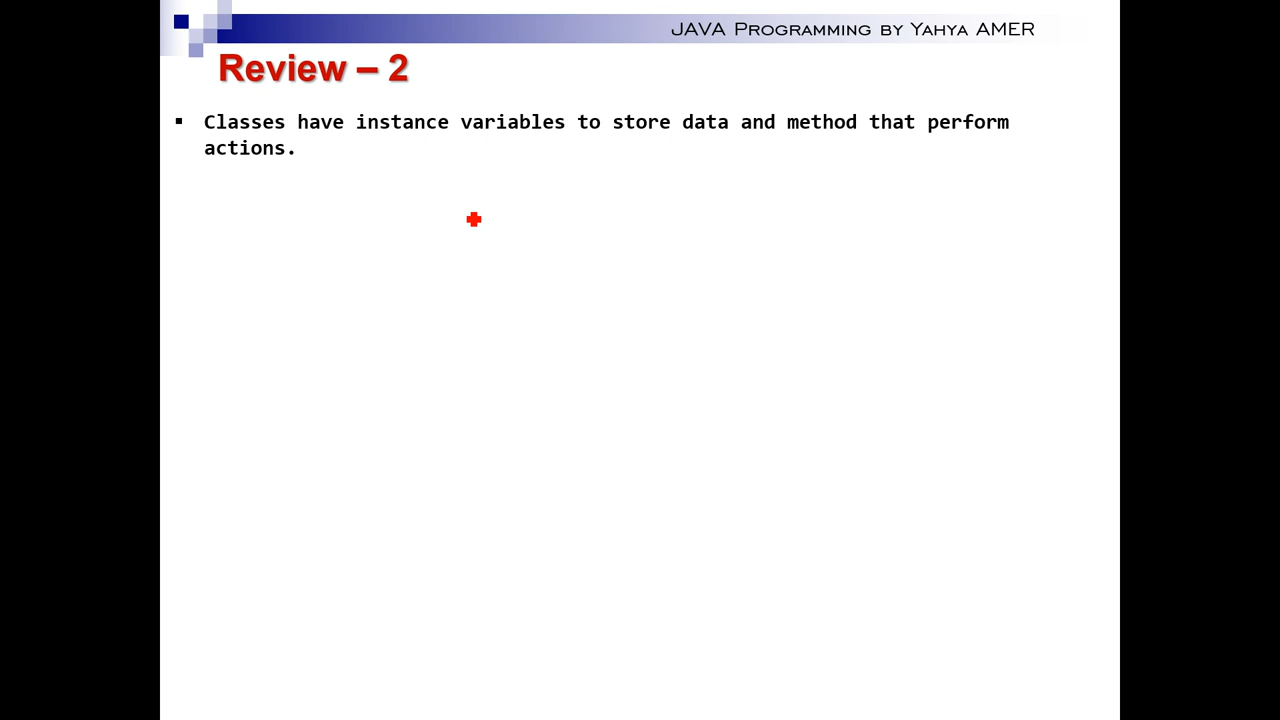 JAVA Programming by Yahya AMER
Review – 2
▪ Classes have instance variables to store data and method that perform
actions.